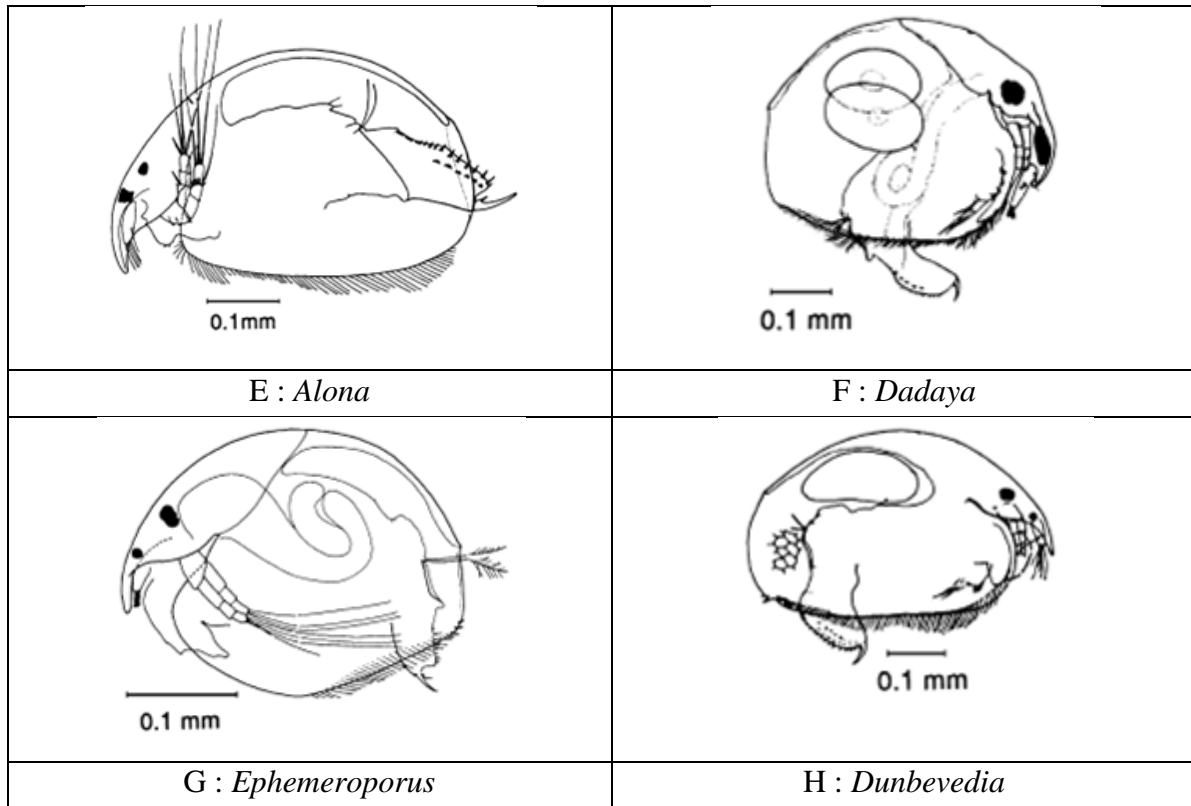 0.1mm
0.1 mm
E : Alona
F : Dadaya
0.1 mm
0.1 mm
G : Ephemeroporus
H : Dunbevedia